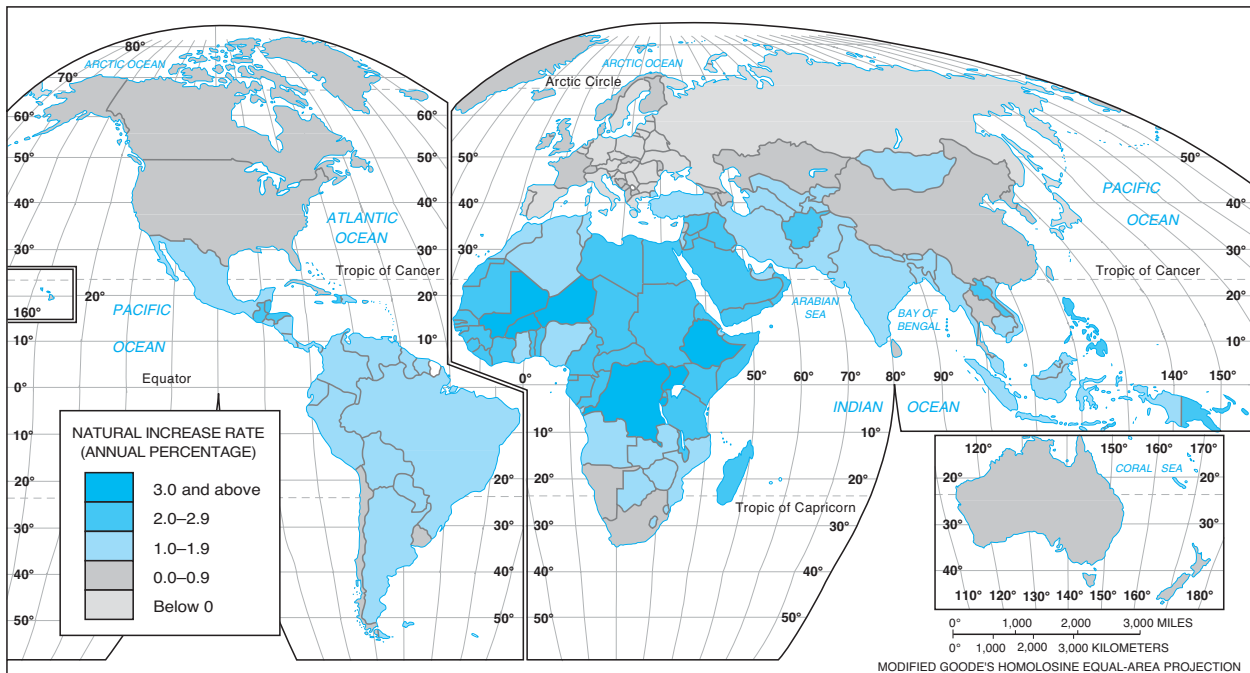 80°
ARCTIC OCEAN
70°
60°
60°
50°
50°
40°
40°
ATLANTIC
OCEAN
30°
30°
Tropic of Cancer
20°
20°
160°
PACIFIC
OCEAN
10°
10°
Equator
0°
0°
10°
20°
30°
40°
50°
20°
30°
40°
50°
NATURAL INCREASE RATE
(ANNUAL PERCENTAGE)
3.0 and above
2.0–2.9
1.0–1.9
0.0–0.9
Below 0
ARCTIC OCEAN
Arctic Circle
50°
50°
PACIFIC
OCEAN
40°
40°
30°
30°
Tropic of Cancer
20°
20°
ARABIAN
SEA
BAY OF
BENGAL
10°
10°
50°
60°
70°
80°
90°
140°
150°
0°
INDIAN
OCEAN
10°
10°
20°
20°
Tropic of Capricorn
30°
30°
40°
50°
50°
120°
150°
160°
170°
CORAL SEA
20°
20°
30°
30°
40°
40°
110°
120°
130°
140°
150°
160°
180°
0°
1,000
2,000
3,000 MILES
0°
1,000
2,000
3,000 KILOMETERS
MODIFIED GOODE'S HOMOLOSINE EQUAL-AREA PROJECTION